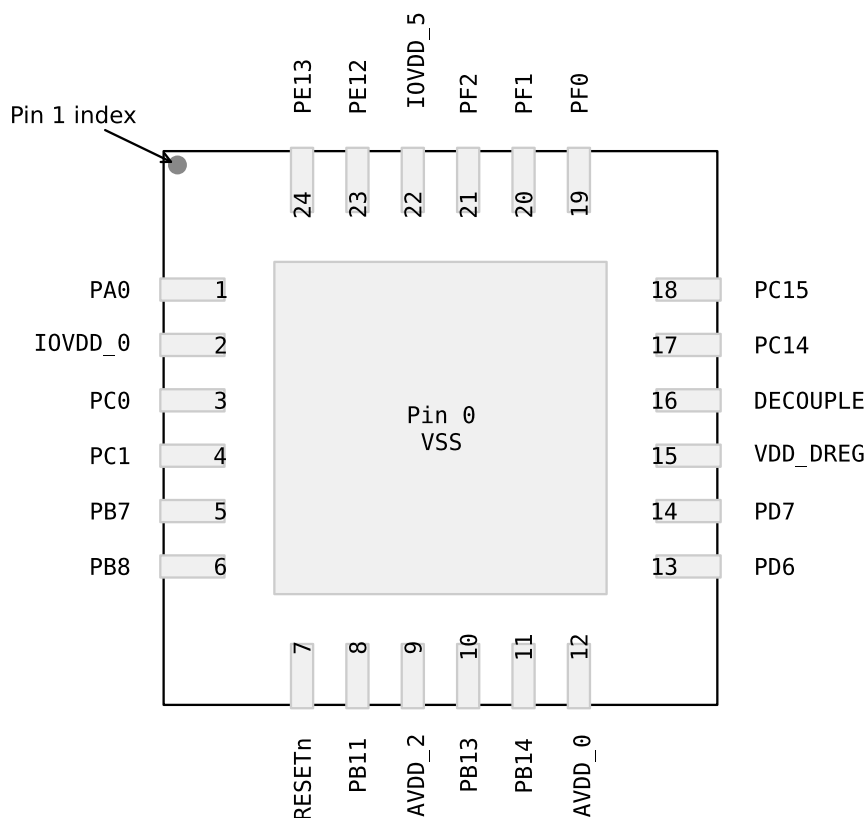 PE13 PE12 IOVDD_5 PF2 PF1 PF0
Pin 1 index
24 23 22 21 20 19
PA0 1 18 PC15
IOVDD_0 2 17 PC14
PC0 3 16 DECOUPLE
Pin 0
VSS
PC1 4 15 VDD_DREG
PB7 5 14 PD7
PB8 6 13 PD6
7 8 9 10 11 12
RESETn PB11 AVDD_2 PB13 PB14 AVDD_0